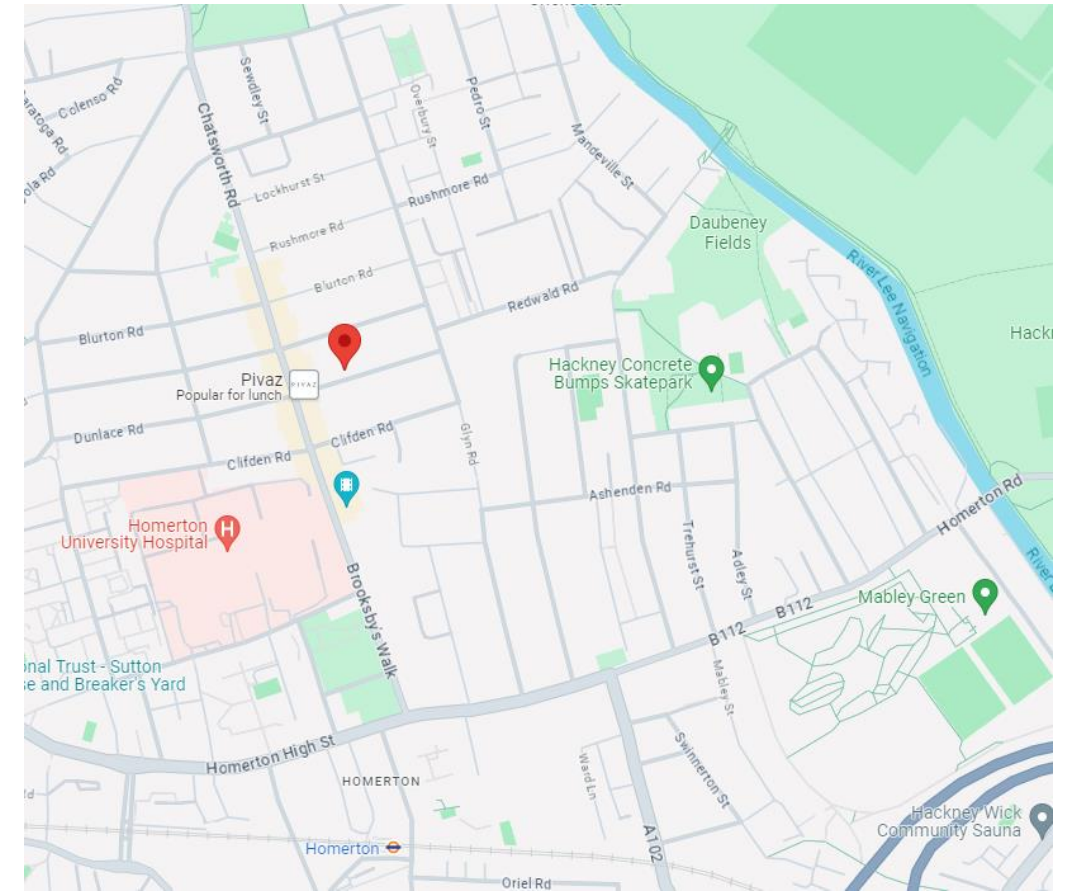 Colenso Rd
Sewdley St
Overbury St
Pedro St
Mandeville St
Chatsworth Rd
Lockhurst St
Rushmore Rd
Rushmore Rd
Daubeney
Fields
Blurton Rd
Blurton Rd
Redwald Rd
River Lee Navigation
Hackney Concrete
Bumps Skatepark
Pivaz
PIVAZ
Popular for lunch
Dunlace Rd
Clifden Rd
Clifden Rd
Glyn Rd
Ashenden Rd
Homerton Rd
Homerton
University Hospital
H
Trehurst St
Adley St
Brooksby's Walk
Mabley Green
B112
B112
Mabley St
onal Trust - Sutton
se and Breaker's Yard
Homerton High St
HOMERTON
Ward Ln
Swinnerton St
A102
Hackney Wick
Community Sauna
Homerton
Oriel Rd